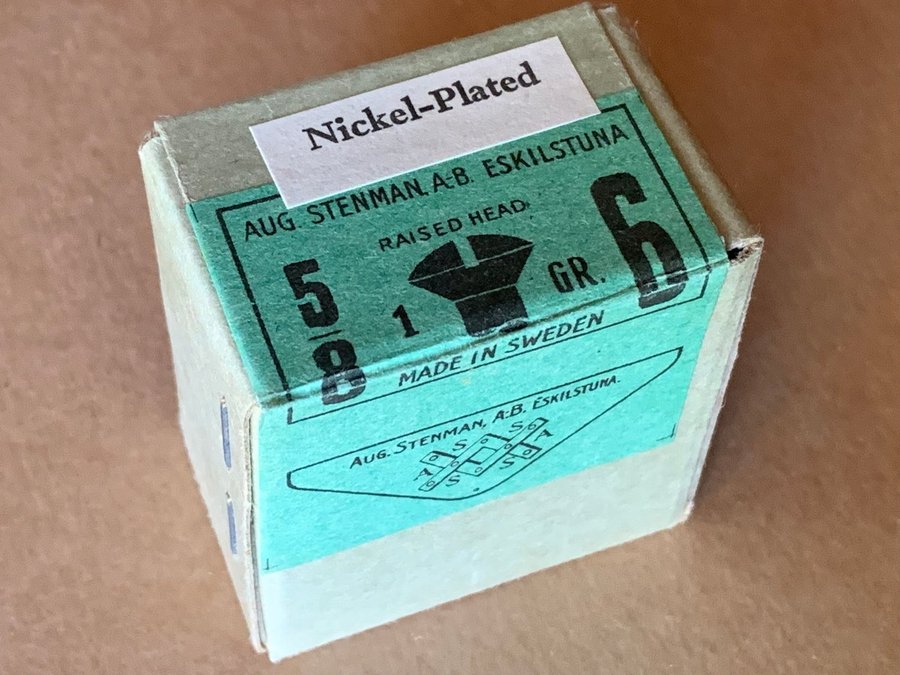 Nickel-Plated
AUG. STENMAN, A-B. ESKILSTUNA
RAISED HEAD
5/8 1 GR. 6
MADE IN SWEDEN
AUG. STENMAN, A-B. ESKILSTUNA.
S S A
A S S